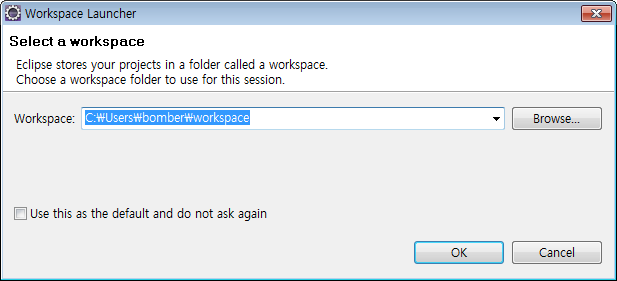 Workspace Launcher
Select a workspace
Eclipse stores your projects in a folder called a workspace.
Choose a workspace folder to use for this session.
Workspace: C:₩Users₩bomber₩workspace Browse...
Use this as the default and do not ask again
OK Cancel